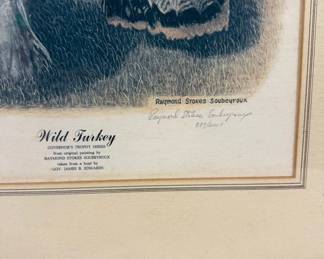 Raymond Stokes Soubeyroux
Raymond Stokes Soubeyroux
Wild Turkey
GOVERNOR'S TROPHY SERIES
from original painting by
RAYMOND STOKES SOUBEYROUX
taken from a hunt by
GOV. JAMES B. EDWARDS